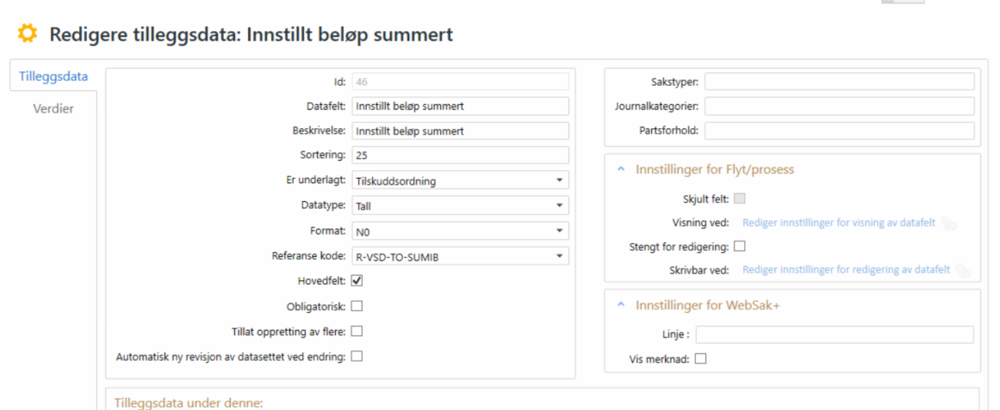 Redigere tilleggsdata: Innstillt beløp summert
Tilleggsdata
Verdier
Id: 46
Datafelt: Innstillt beløp summert
Beskrivelse: Innstillt beløp summert
Sortering: 25
Er underlagt: Tilskuddsordning
Datatype: Tall
Format: N0
Referanse kode: R-VSD-TO-SUMIB
Hovedfelt:
Obligatorisk:
Tillat oppretting av flere:
Automatisk ny revisjon av datasettet ved endring:
Sakstyper:
Journalkategorier:
Partsforhold:
Innstillinger for Flyt/prosess
Skjult felt:
Visning ved: Rediger innstillinger for visning av datafelt
Stengt for redigering:
Skrivbar ved: Rediger innstillinger for redigering av datafelt
Innstillinger for WebSak+
Linje :
Vis merknad:
Tilleggsdata under denne: